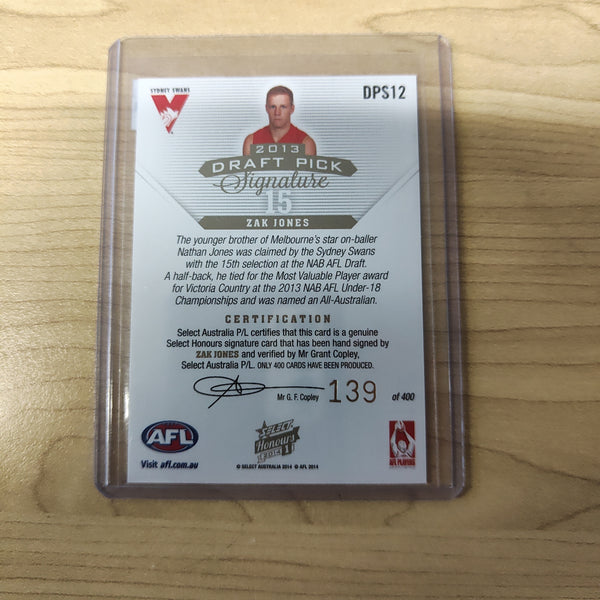 SYDNEY SWANS
DPS12
2013
DRAFT PICK
Signature
15
ZAK JONES
The younger brother of Melbourne's star on-baller
Nathan Jones was claimed by the Sydney Swans
with the 15th selection at the NAB AFL Draft.
A half-back, he tied for the Most Valuable Player award
for Victoria Country at the 2013 NAB AFL Under-18
Championships and was named an All-Australian.
CERTIFICATION
Select Australia P/L certifies that this card is a genuine
Select Honours signature card that has been hand signed by
ZAK JONES and verified by Mr Grant Copley,
Select Australia P/L. ONLY 400 CARDS HAVE BEEN PRODUCED.
Mr G. F. Copley 139 of 400
AFL
Visit afl.com.au
SELECT
Honours
1
© SELECT AUSTRALIA 2014 © AFL 2014
AFL PLAYERS